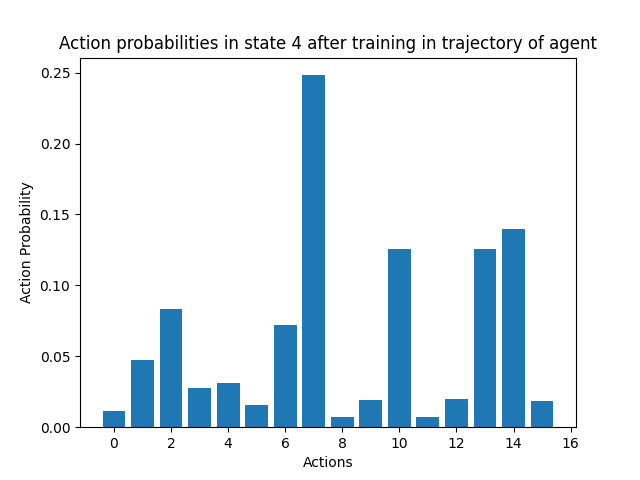 Action probabilities in state 4 after training in trajectory of agent
0.25
0.20
0.15
0.10
0.05
0.00
Action Probability
0 2 4 6 8 10 12 14 16
Actions